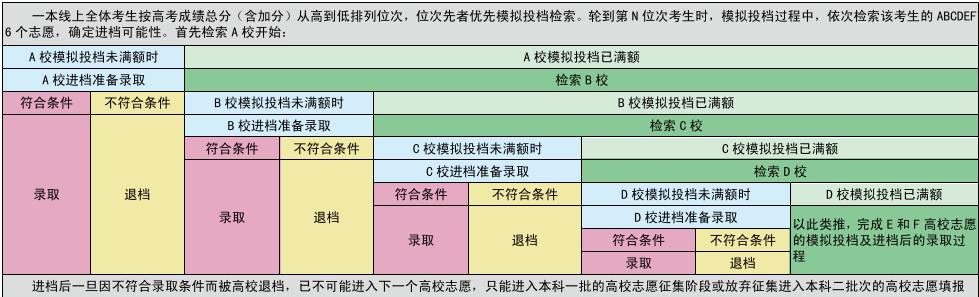 一本线上全体考生按高考成绩总分（含加分）从高到低排列位次，位次先者优先模拟投档检索。轮到第N位次考生时，模拟投档过程中，依次检索该考生的ABCDEF
6个志愿，确定进档可能性。首先检索A校开始：
A校模拟投档未满额时 A校模拟投档已满额
A校进档准备录取 检索B校
符合条件 不符合条件 B校模拟投档未满额时 B校模拟投档已满额
B校进档准备录取 检索C校
符合条件 不符合条件 C校模拟投档未满额时 C校模拟投档已满额
C校进档准备录取 检索D校
录取 退档 符合条件 不符合条件 D校模拟投档未满额时 D校模拟投档已满额
录取 退档 D校进档准备录取 以此类推，完成E和F高校志愿
录取 退档 符合条件 不符合条件 的模拟投档及进档后的录取过
录取 退档 程
进档后一旦因不符合录取条件而被高校退档，已不可能进入下一个高校志愿，只能进入本科一批的高校志愿征集阶段或放弃征集进入本科二批次的高校志愿填报